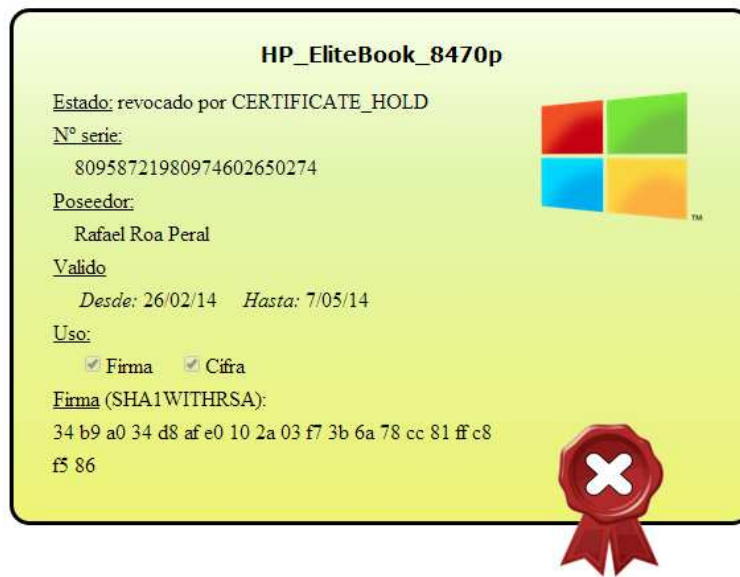 HP_EliteBook_8470p
Estado: revocado por CERTIFICATE_HOLD
Nº serie:
80958721980974602650274
Poseedor:
Rafael Roa Peral
Valido
Desde: 26/02/14 Hasta: 7/05/14
Uso:
Firma Cifra
Firma (SHA1WITHRSA):
34 b9 a0 34 d8 af e0 10 2a 03 f7 3b 6a 78 cc 81 ff c8
f5 86
TM